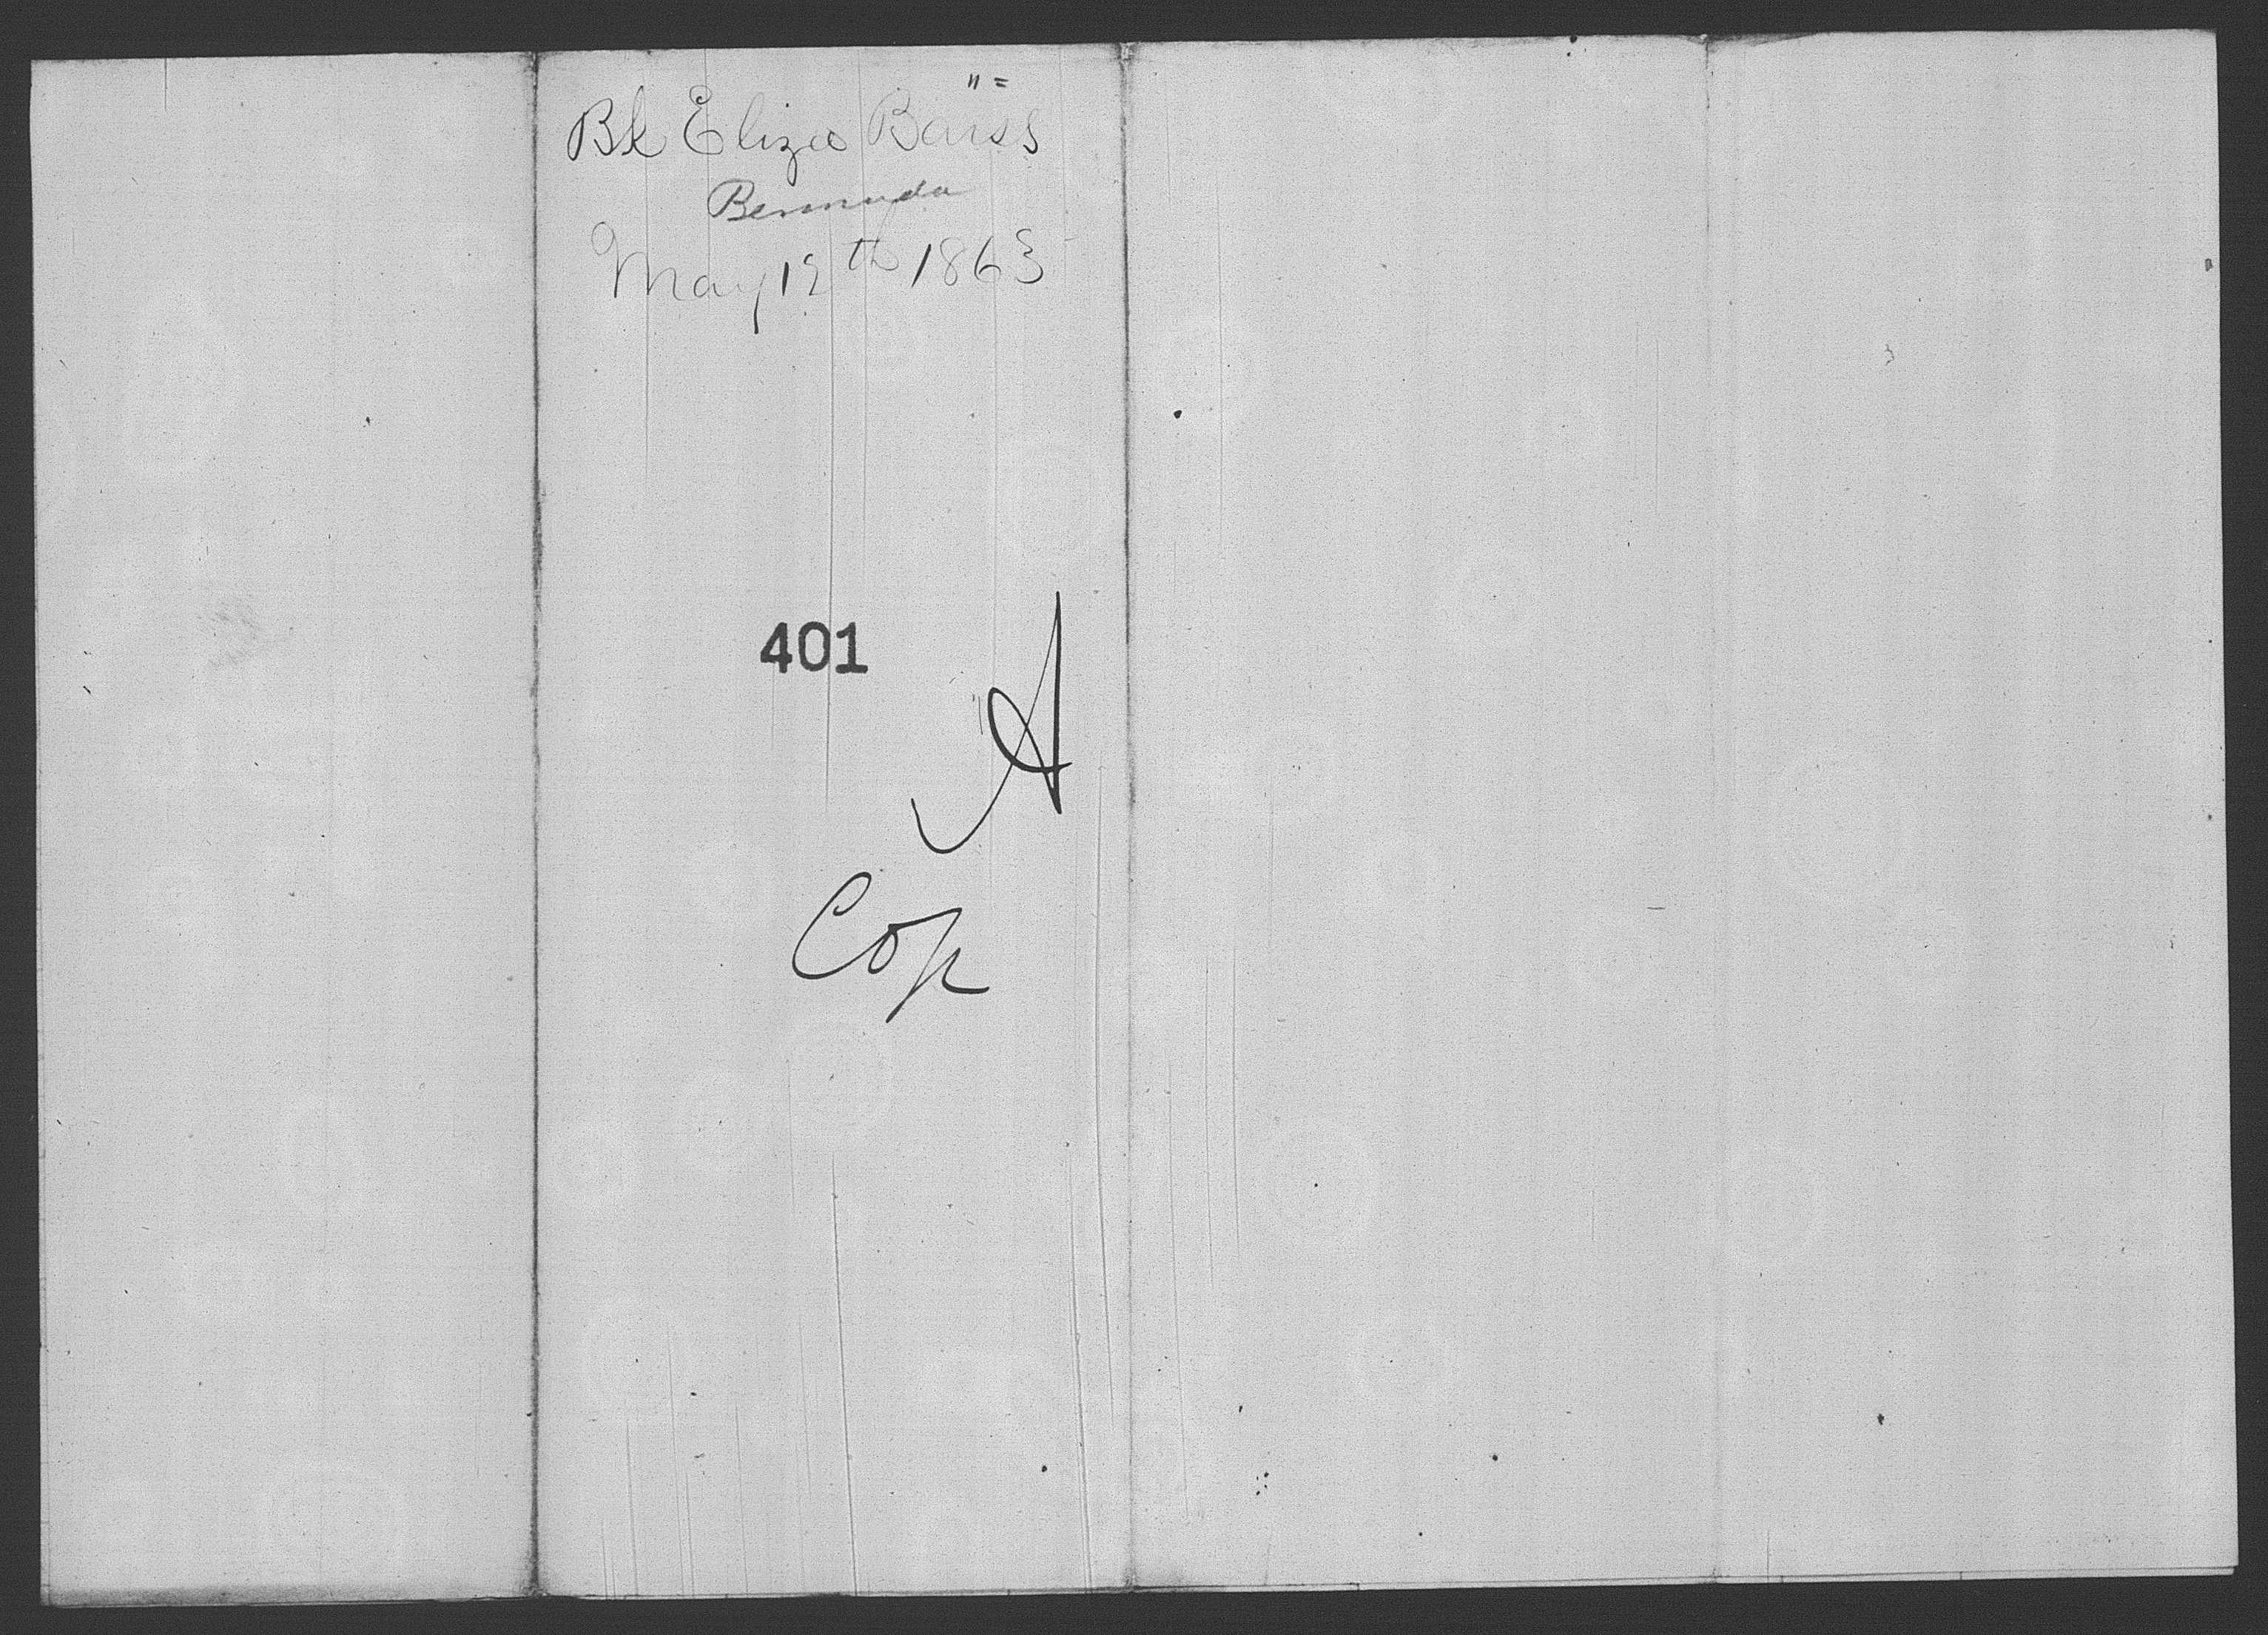 " =
Bk Eliza Barss
Bermuda
May 19th 1863
401
A
Cop